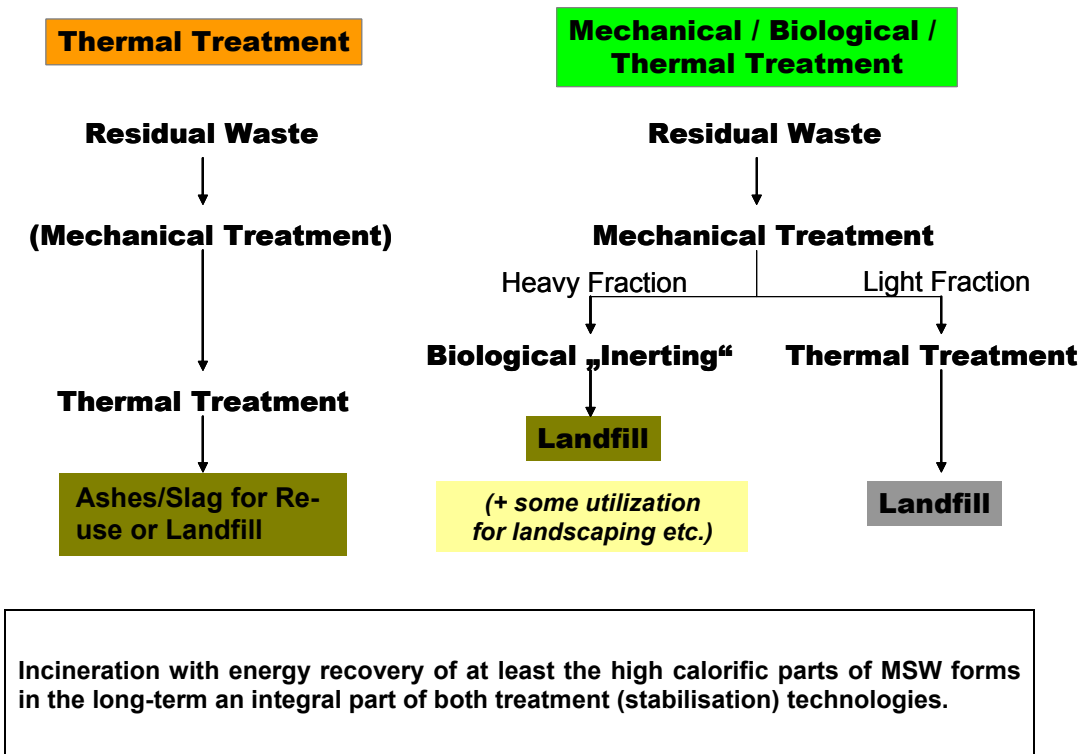 Thermal Treatment
Residual Waste
(Mechanical Treatment)
Thermal Treatment
Ashes/Slag for Re-
use or Landfill
Mechanical / Biological /
Thermal Treatment
Residual Waste
Mechanical Treatment
Heavy Fraction
Light Fraction
Biological „Inerting“
Thermal Treatment
Landfill
(+ some utilization
for landscaping etc.)
Landfill
Incineration with energy recovery of at least the high calorific parts of MSW forms
in the long-term an integral part of both treatment (stabilisation) technologies.